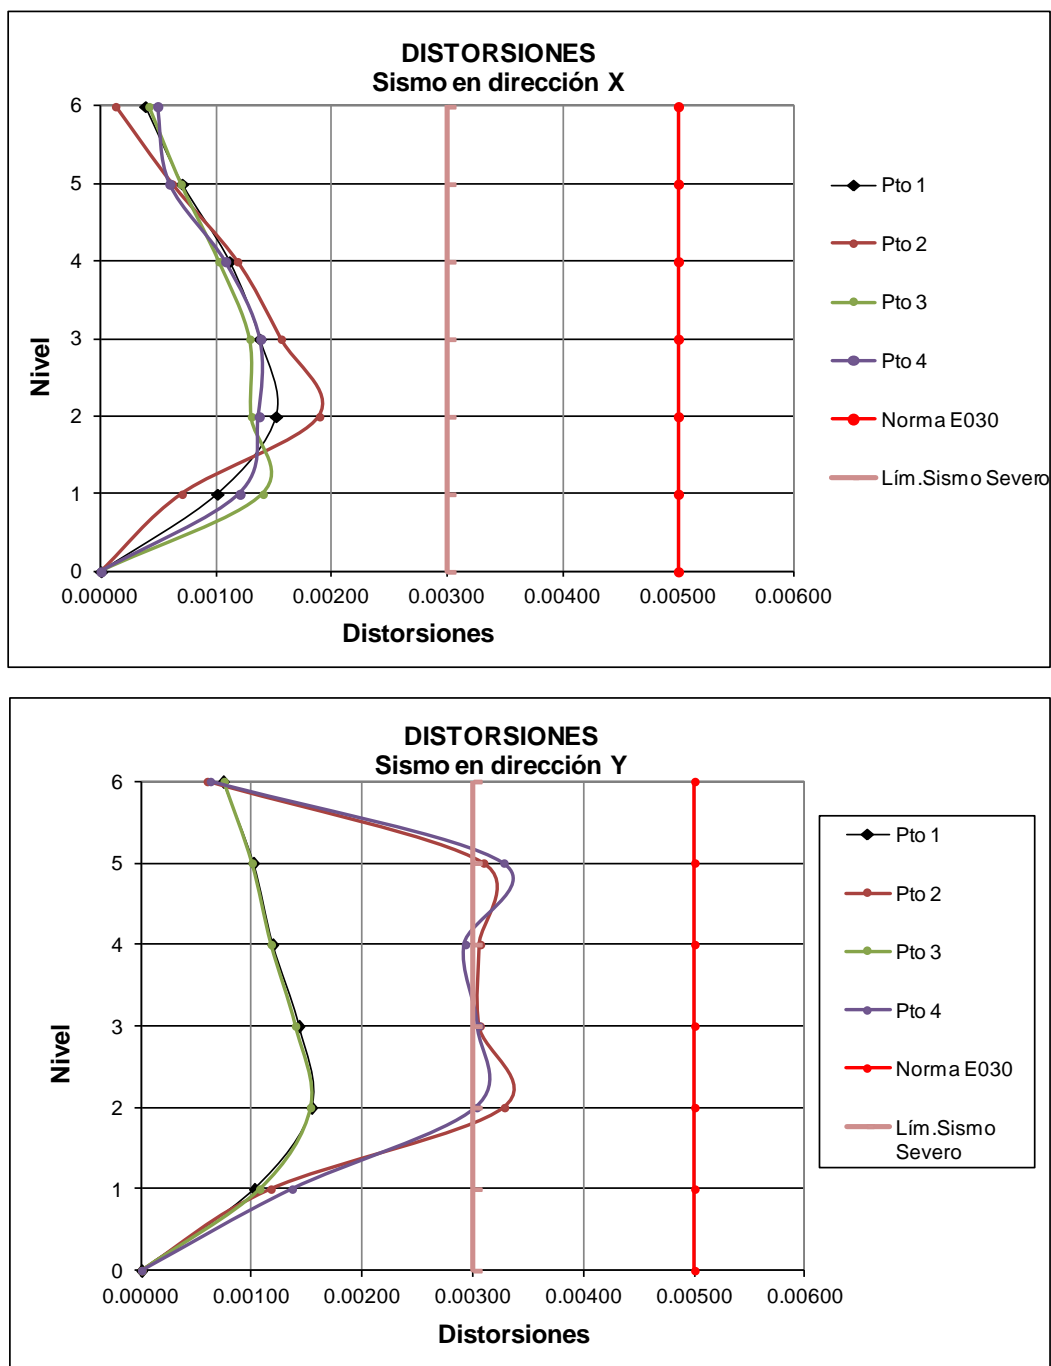 DISTORSIONES
Sismo en dirección X
6
5
4
3
2
1
0
Nivel
0.00000 0.00100 0.00200 0.00300 0.00400 0.00500 0.00600
Distorsiones
Pto 1
Pto 2
Pto 3
Pto 4
Norma E030
Lím.Sismo Severo
DISTORSIONES
Sismo en dirección Y
6
5
4
3
2
1
0
Nivel
0.00000 0.00100 0.00200 0.00300 0.00400 0.00500 0.00600
Distorsiones
Pto 1
Pto 2
Pto 3
Pto 4
Norma E030
Lím.Sismo
Severo